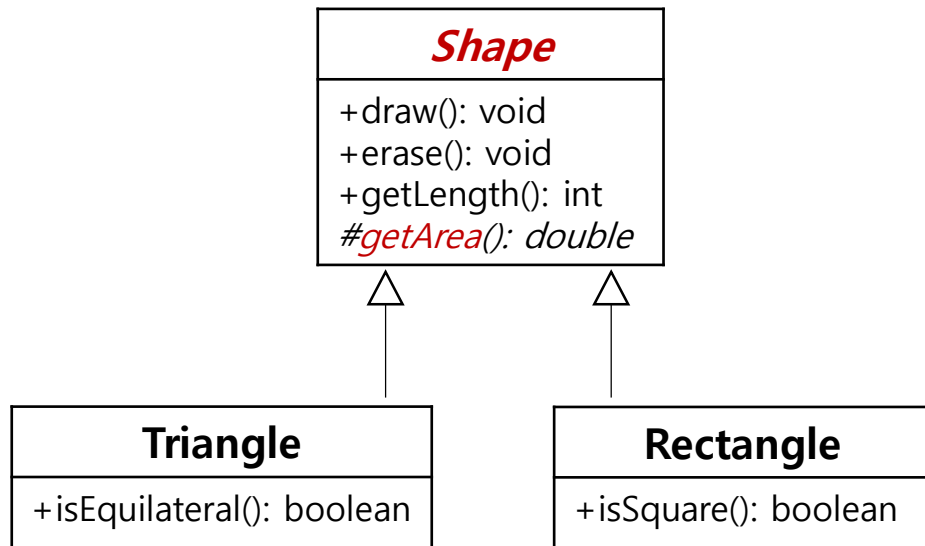 Shape
+draw(): void
+erase(): void
+getLength(): int
#getArea(): double
Triangle
+isEquilateral(): boolean
Rectangle
+isSquare(): boolean